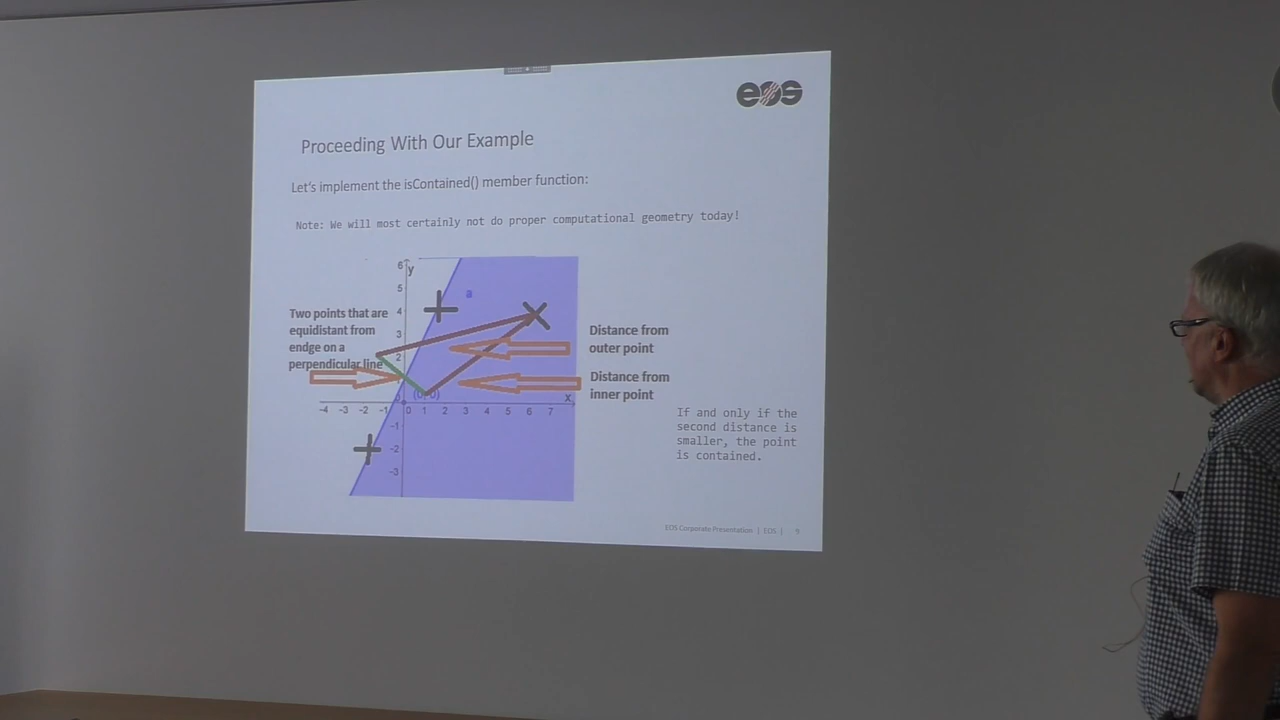 eos
Proceeding With Our Example
Let's implement the isContained() member function:
Note: We will most certainly not do proper computational geometry today!
6
y
5
a
4
3
2
1
0
-4 -3 -2 -1 0 1 2 3 4 5 6 7
x
-1
-2
-3
Two points that are
equidistant from
endge on a
perpendicular line
Distance from
outer point
Distance from
inner point
If and only if the
second distance is
smaller, the point
is contained.
EOS Corporate Presentation | EOS |